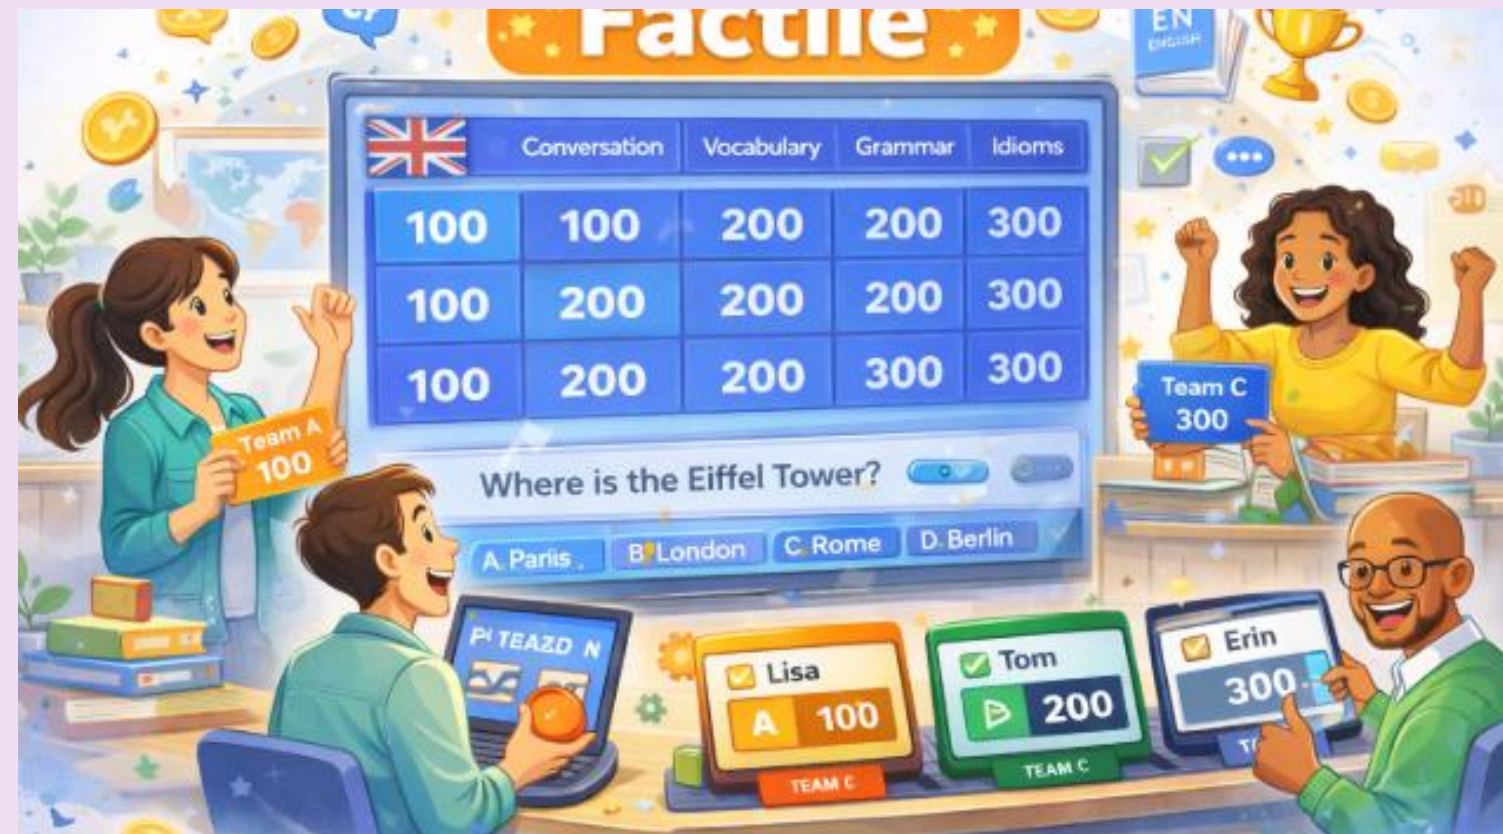 Factile
EN
ENGLISH
Conversation Vocabulary Grammar Idioms
100 100 200 200 300
100 200 200 200 300
100 200 200 300 300
Team A
100
Team C
300
Where is the Eiffel Tower?
A. Pariis. B. London C. Rome D. Berlin
TEAZD N
Lisa
A 100
TEAM C
Tom
200
TEAM C
Erin
300